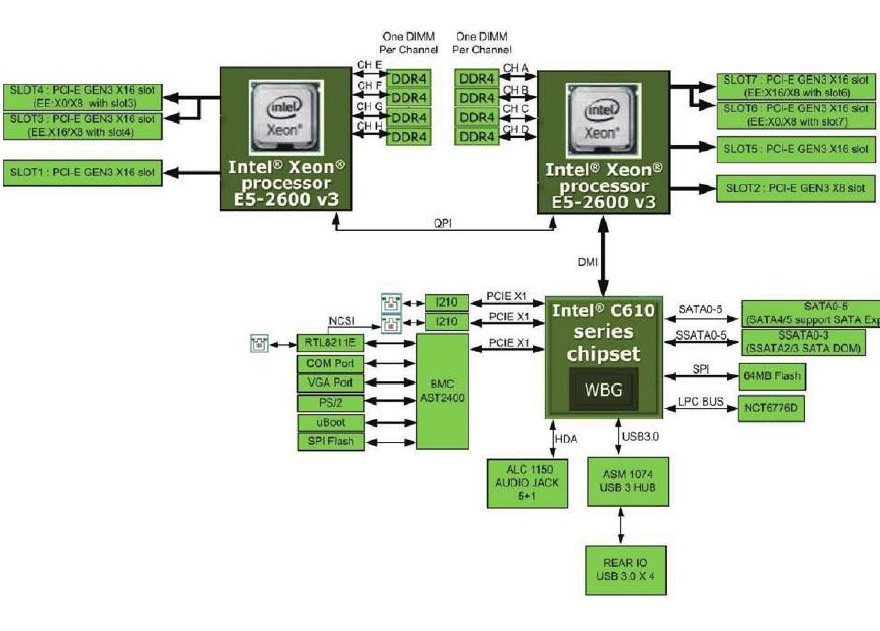 One DIMM
Per Channel
One DIMM
Per Channel
CH E
DDR4
CH F
DDR4
CH G
DDR4
CH H
DDR4
DDR4
CH A
DDR4
CH B
DDR4
CH C
DDR4
CH D
SLOT4 : PCI-E GEN3 X16 slot
(EE:X0/X8 with slot3)
SLOT3 : PCI-E GEN3 X16 slot
(EE:X16/X8 with slot4)
SLOT1 : PCI-E GEN3 X16 slot
intel
Xeon®
Intel® Xeon®
processor
E5-2600 v3
intel
Xeon®
Intel® Xeon®
processor
E5-2600 v3
SLOT7 : PCI-E GEN3 X16 slot
(EE:X16/X8 with slot6)
SLOT6 : PCI-E GEN3 X16 slot
(EE:X0/X8 with slot7)
SLOT5 : PCI-E GEN3 X16 slot
SLOT2 : PCI-E GEN3 X8 slot
QPI
DMI
I210
PCIE X1
I210
PCIE X1
PCIE X1
NCSI
RTL8211E
COM Port
VGA Port
PS/2
uBoot
SPI Flash
BMC
AST2400
Intel® C610
series
chipset
WBG
SATA0-5
SATA0-5
(SATA4/5 support SATA Exp
SSATA0-5
SSATA0-3
(SSATA2/3 SATA DOM)
SPI
64MB Flash
LPC BUS
NCT6776D
HDA
USB3.0
ALC 1150
AUDIO JACK
5+1
ASM 1074
USB 3 HUB
REAR IO
USB 3.0 X 4